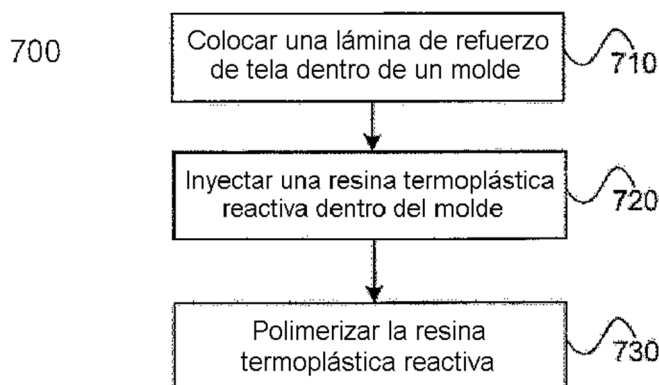 700
Colocar una lámina de refuerzo
de tela dentro de un molde
710
Inyectar una resina termoplástica
reactiva dentro del molde
720
Polimerizar la resina
termoplástica reactiva
730